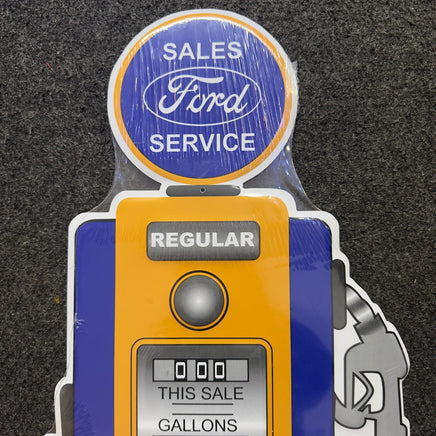 SALES
Ford
SERVICE
REGULAR
000
THIS SALE
GALLONS